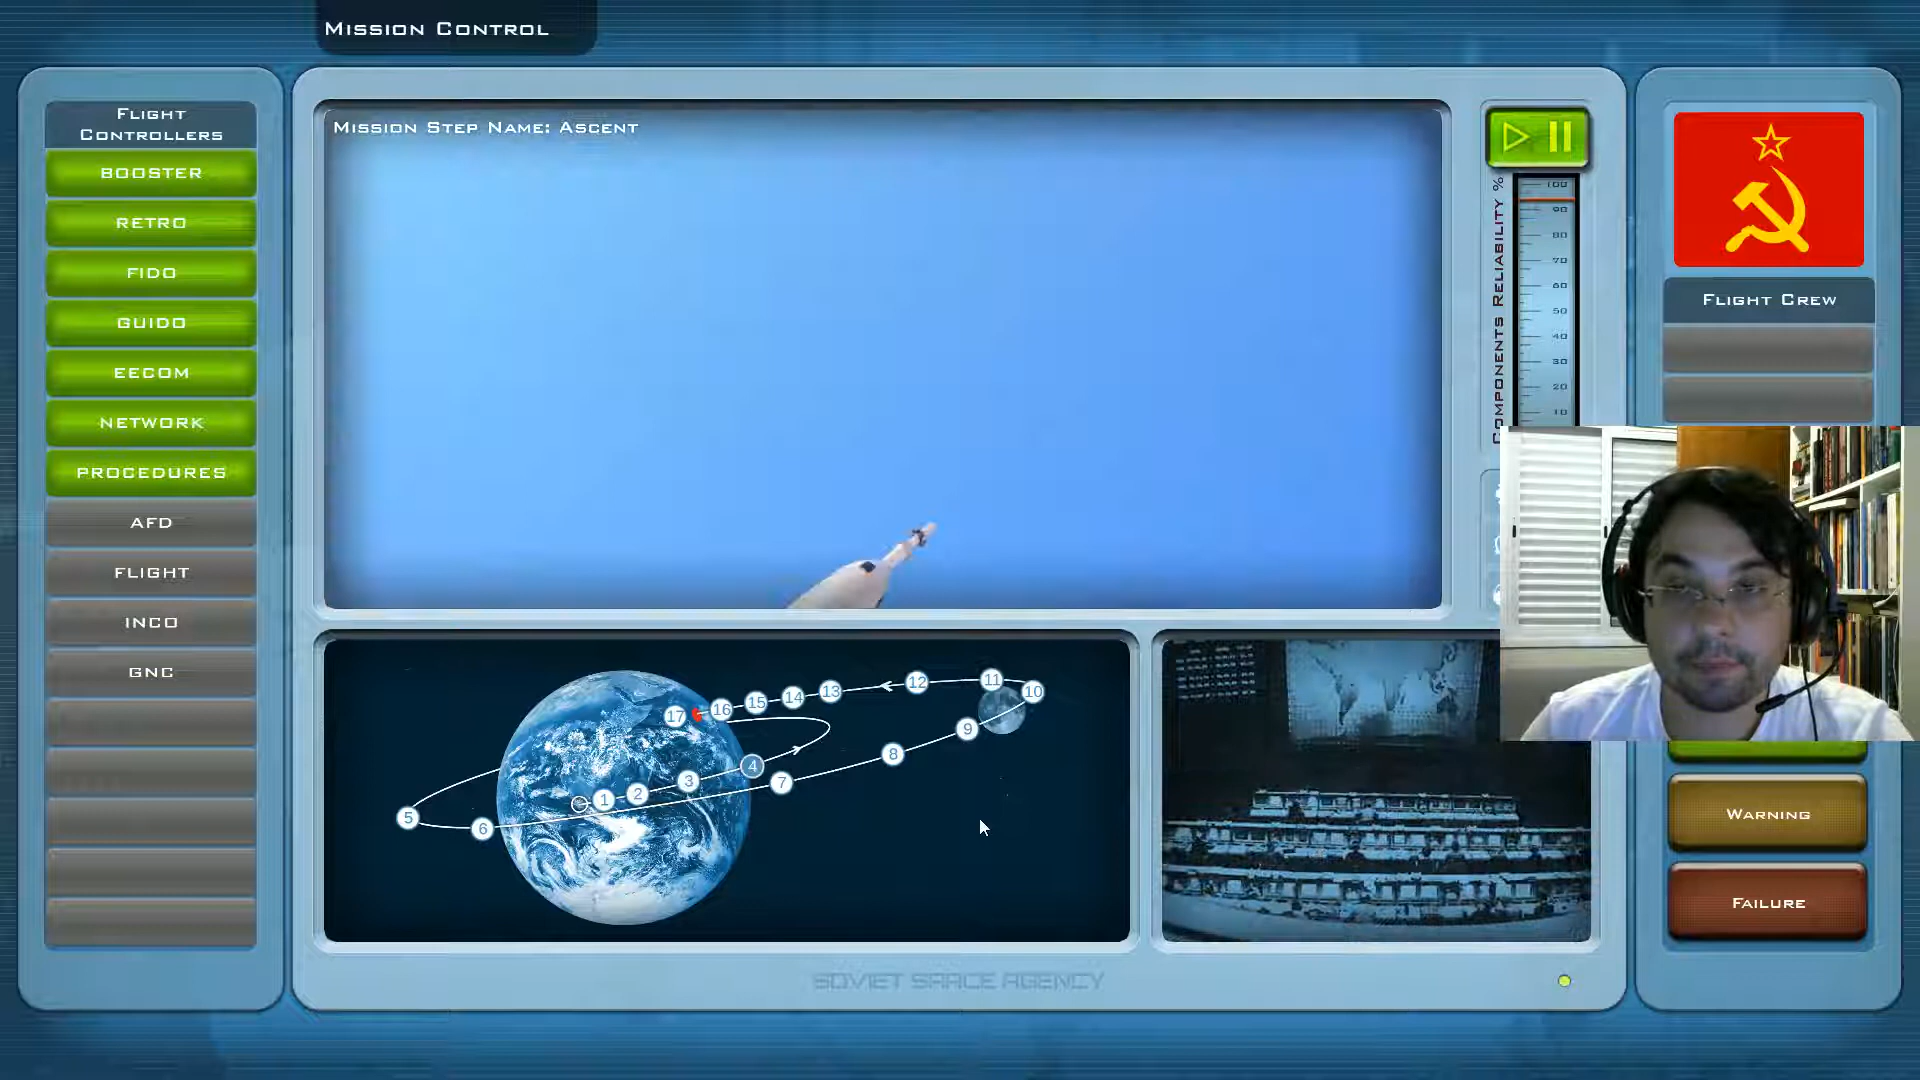 Mission Control
Flight
Controllers
BOOSTER
RETRO
FIDO
GUIDO
EECOM
NETWORK
PROCEDURES
AFD
FLIGHT
INCO
GNC
Mission Step Name: Ascent
Components Reliability %
100
90
80
70
60
50
40
30
20
10
Flight Crew
Warning
Failure
1
2
3
4
5
6
7
8
9
10
11
12
13
14
15
16
17
SOVIET SPACE AGENCY